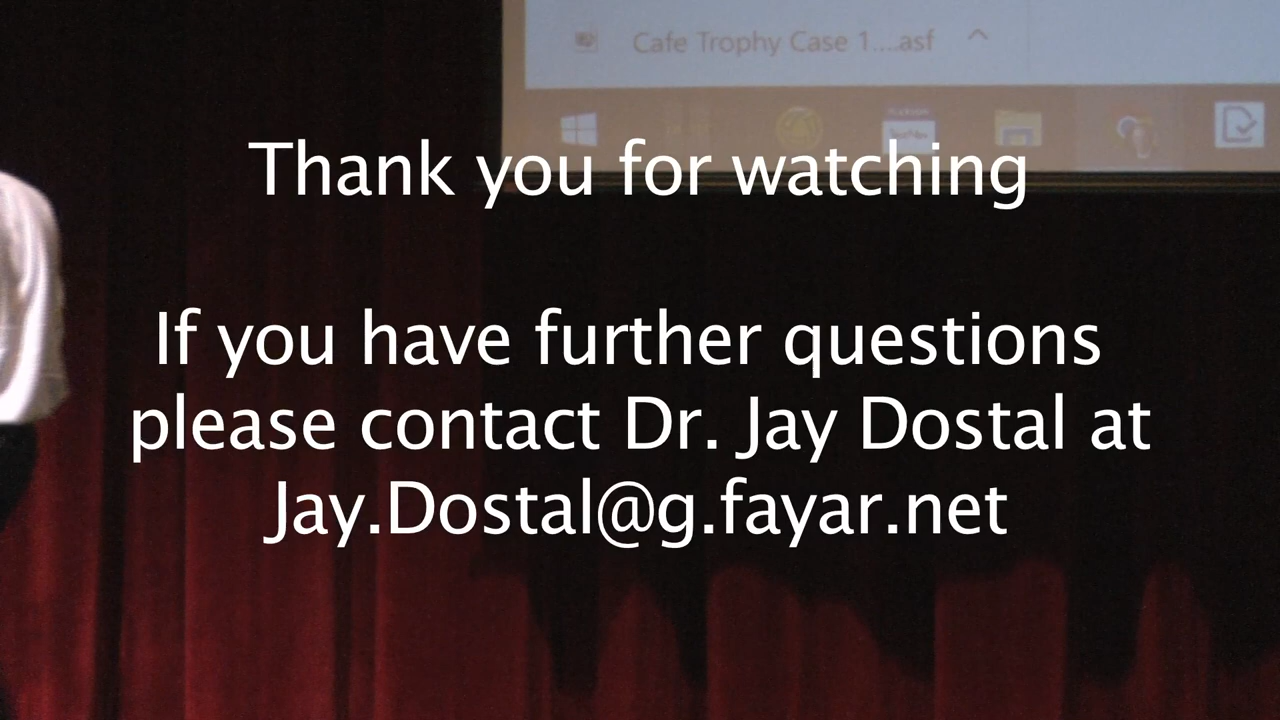 Cafe Trophy Case 1....asf
Thank you for watching
If you have further questions
please contact Dr. Jay Dostal at
Jay.Dostal@g.fayar.net